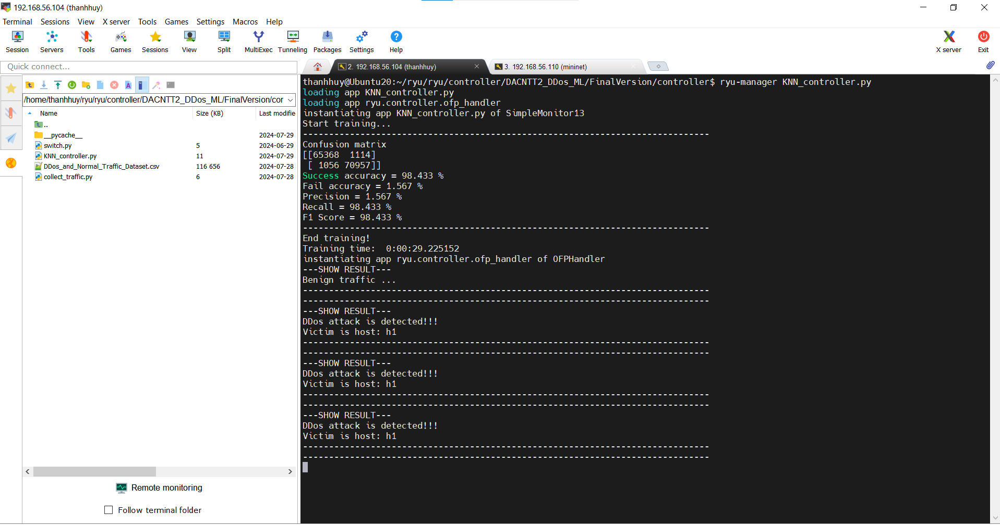 192.168.56.104 (thanhhuy)
Terminal Sessions View X server Tools Games Settings Macros Help
Session Servers Tools Games Sessions View Split MultiExec Tunneling Packages Settings Help X server Exit
Quick connect...
2. 192.168.56.104 (thanhhuy)
3. 192.168.56.110 (mininet)
/home/thanhhuy/ryu/ryu/controller/DACNTT2_DDos_ML/FinalVersion/cor
Name Size (KB) Last modifie
..
__pycache__ 2024-07-29
switch.py 5 2024-06-29
KNN_controller.py 11 2024-07-29
DDos_and_Normal_Traffic_Dataset.csv 116 656 2024-07-28
collect_traffic.py 6 2024-07-28
Remote monitoring
Follow terminal folder
thanhhuy@Ubuntu20:~/ryu/ryu/controller/DACNTT2_DDos_ML/FinalVersion/controller$ ryu-manager KNN_controller.py
loading app KNN_controller.py
loading app ryu.controller.ofp_handler
instantiating app KNN_controller.py of SimpleMonitor13
Start training...
------------------------------------------------------------------------------
Confusion matrix
[[65368  1114]
 [ 1056 70957]]
Success accuracy = 98.433 %
Fail accuracy = 1.567 %
Precision = 1.567 %
Recall = 98.433 %
F1 Score = 98.433 %
------------------------------------------------------------------------------
End training!
Training time:  0:00:29.225152
instantiating app ryu.controller.ofp_handler of OFPHandler
---SHOW RESULT---
Benign traffic ...
------------------------------------------------------------------------------
------------------------------------------------------------------------------
---SHOW RESULT---
DDos attack is detected!!!
Victim is host: h1
------------------------------------------------------------------------------
------------------------------------------------------------------------------
---SHOW RESULT---
DDos attack is detected!!!
Victim is host: h1
------------------------------------------------------------------------------
------------------------------------------------------------------------------
---SHOW RESULT---
DDos attack is detected!!!
Victim is host: h1
------------------------------------------------------------------------------
------------------------------------------------------------------------------